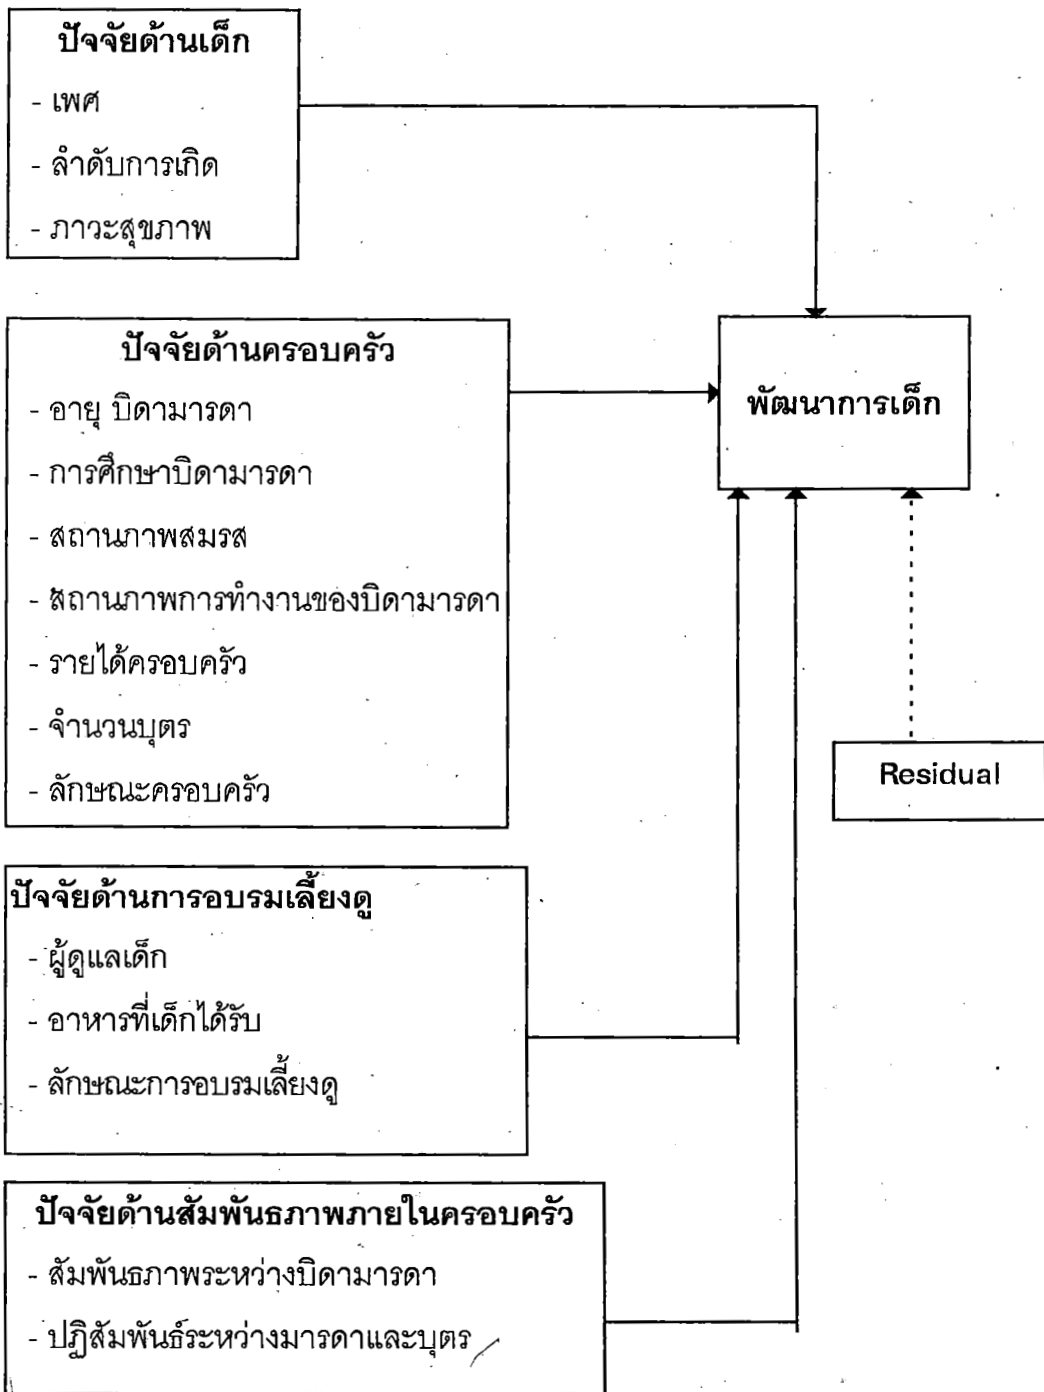 ปัจจัยด้านเด็ก
- เพศ
- ลำดับการเกิด
- ภาวะสุขภาพ
ปัจจัยด้านครอบครัว
- อายุ บิดามารดา
- การศึกษาบิดามารดา
- สถานภาพสมรส
- สถานภาพการทำงานของบิดามารดา
- รายได้ครอบครัว
- จำนวนบุตร
- ลักษณะครอบครัว
พัฒนาการเด็ก
Residual
ปัจจัยด้านการอบรมเลี้ยงดู
- ผู้ดูแลเด็ก
- อาหารที่เด็กได้รับ
- ลักษณะการอบรมเลี้ยงดู
ปัจจัยด้านสัมพันธภาพภายในครอบครัว
- สัมพันธภาพระหว่างบิดามารดา
- ปฏิสัมพันธ์ระหว่างมารดาและบุตร